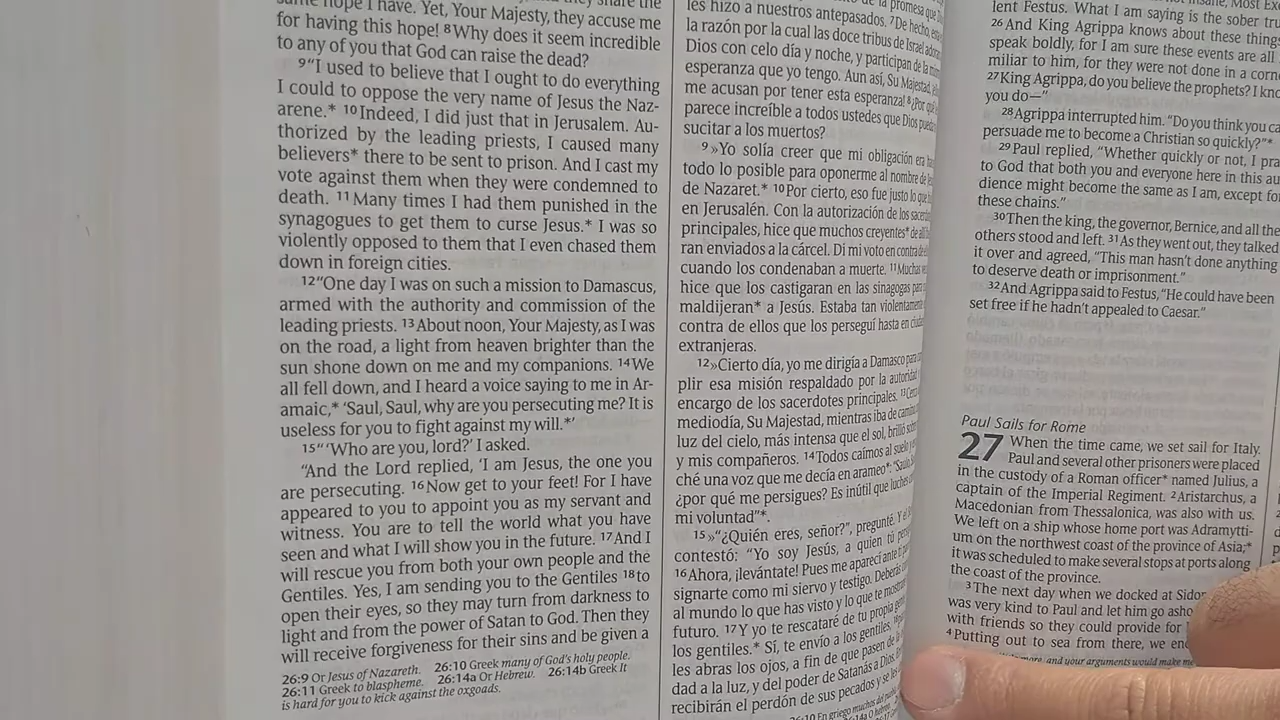 same hope I have. Yet, Your Majesty, they accuse me
for having this hope! 8Why does it seem incredible
to any of you that God can raise the dead?
9“I used to believe that I ought to do everything
I could to oppose the very name of Jesus the Naz-
arene.* 10Indeed, I did just that in Jerusalem. Au-
thorized by the leading priests, I caused many
believers* there to be sent to prison. And I cast my
vote against them when they were condemned to
death. 11Many times I had them punished in the
synagogues to get them to curse Jesus.* I was so
violently opposed to them that I even chased them
down in foreign cities.
12“One day I was on such a mission to Damascus,
armed with the authority and commission of the
leading priests. 13About noon, Your Majesty, as I was
on the road, a light from heaven brighter than the
sun shone down on me and my companions. 14We
all fell down, and I heard a voice saying to me in Ar-
amaic,* ‘Saul, Saul, why are you persecuting me? It is
useless for you to fight against my will.*’
15“‘Who are you, lord?’ I asked.
“And the Lord replied, ‘I am Jesus, the one you
are persecuting. 16Now get to your feet! For I have
appeared to you to appoint you as my servant and
witness. You are to tell the world what you have
seen and what I will show you in the future. 17And I
will rescue you from both your own people and the
Gentiles. Yes, I am sending you to the Gentiles 18to
open their eyes, so they may turn from darkness to
light and from the power of Satan to God. Then they
will receive forgiveness for their sins and be given a
26:9 Or Jesus of Nazareth. 26:10 Greek many of God’s holy people.
26:11 Greek to blaspheme. 26:14a Or Hebrew. 26:14b Greek It
is hard for you to kick against the oxgoads.
de la promesa que
les hizo a nuestros antepasados. 7De hecho,
la razón por la cual las doce tribus de Israel
Dios con celo día y noche, y participan de la
esperanza que yo tengo. Aun así, Su Majestad,
me acusan por tener esta esperanza! 8¿Por qué
parece increíble a todos ustedes que Dios
sucitar a los muertos?
9»Yo solía creer que mi obligación era
todo lo posible para oponerme al nombre de
de Nazaret.* 10Por cierto, eso fue justo lo que
en Jerusalén. Con la autorización de los
principales, hice que muchos creyentes* de
ran enviados a la cárcel. Di mi voto en contra de
cuando los condenaban a muerte. 11Muchas
hice que los castigaran en las sinagogas para
maldijeran* a Jesús. Estaba tan violentamente
contra de ellos que los perseguí hasta en
extranjeras.
12»Cierto día, yo me dirigía a Damasco para
plir esa misión respaldado por la autoridad
encargo de los sacerdotes principales. 13Cerca
mediodía, Su Majestad, mientras iba de camino,
luz del cielo, más intensa que el sol, brilló sobre
y mis compañeros. 14Todos caímos al suelo y
ché una voz que me decía en arameo*: “Saulo,
¿por qué me persigues? Es inútil que luches
mi voluntad”*.
15»“¿Quién eres, señor?”, pregunté. Y el
contestó: “Yo soy Jesús, a quien tú
16Ahora, ¡levántate! Pues me aparecí ante ti
signarte como mi siervo y testigo. Deberás
al mundo lo que has visto y lo que te
futuro. 17Y yo te rescataré de tu propia
los gentiles.* Sí, te envío a los gentiles,
les abras los ojos, a fin de que pasen de la
dad a la luz, y del poder de Satanás a Dios.
recibirán el perdón de sus pecados y se les
26:10 En griego muchos del
Most
lent Festus. What I am saying is the sober
26And King Agrippa knows about these things.
speak boldly, for I am sure these events are all
miliar to him, for they were not done in a
27King Agrippa, do you believe the prophets? I
you do—”
28Agrippa interrupted him. “Do you think you
persuade me to become a Christian so quickly?”*
29Paul replied, “Whether quickly or not, I
to God that both you and everyone here in this au-
dience might become the same as I am, except for
these chains.”
30Then the king, the governor, Bernice, and all the
others stood and left. 31As they went out, they talked
it over and agreed, “This man hasn’t done anything
to deserve death or imprisonment.”
32And Agrippa said to Festus, “He could have been
set free if he hadn’t appealed to Caesar.”
Paul Sails for Rome
27 When the time came, we set sail for Italy.
Paul and several other prisoners were placed
in the custody of a Roman officer* named Julius, a
captain of the Imperial Regiment. 2Aristarchus, a
Macedonian from Thessalonica, was also with us.
We left on a ship whose home port was Adramytti-
um on the northwest coast of the province of Asia;*
it was scheduled to make several stops at ports along
the coast of the province.
3The next day when we docked at
was very kind to Paul and let him go
with friends so they could provide for
4Putting out to sea from there, we
more, and your arguments would make me